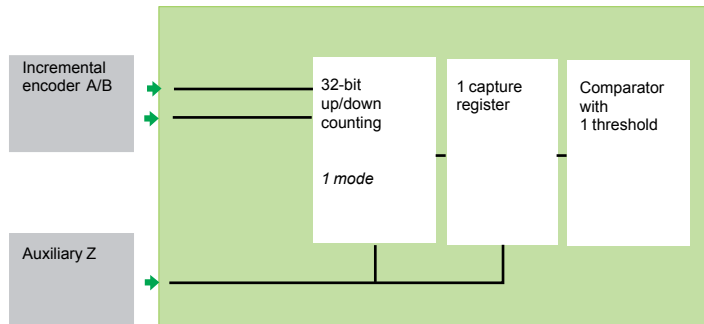 Incremental
encoder A/B
32-bit
up/down
counting
1 mode
1 capture
register
Comparator
with
1 threshold
Auxiliary Z